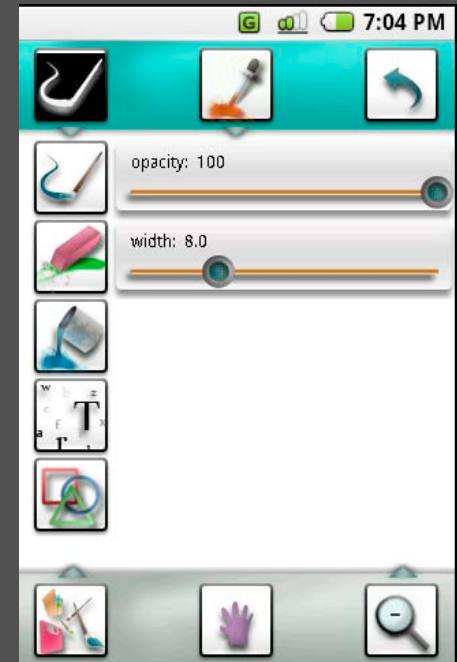 G 7:04 PM
opacity: 100
width: 8.0
w b z
c T x
a f r